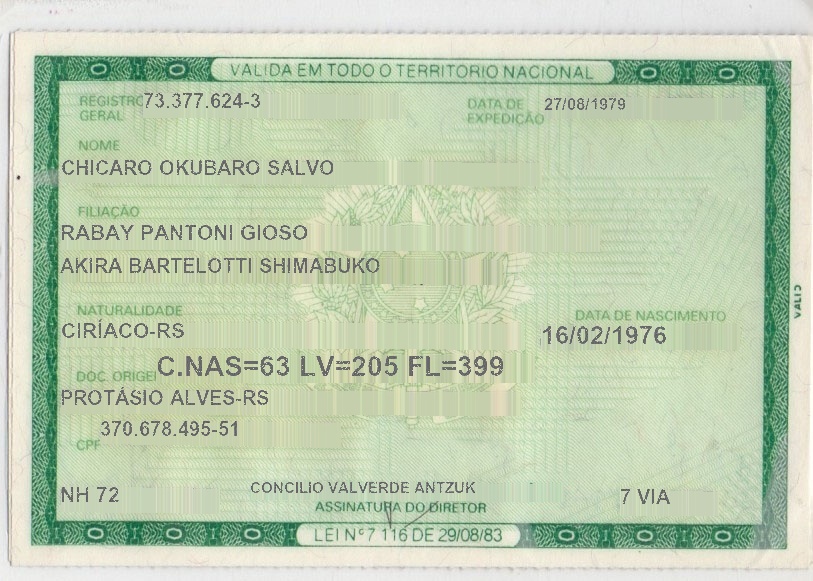 VALIDA EM TODO O TERRITORIO NACIONAL
REGISTRO GERAL 73.377.624-3 DATA DE EXPEDIÇÃO 27/08/1979
NOME
CHICARO OKUBARO SALVO
FILIAÇÃO
RABAY PANTONI GIOSO
AKIRA BARTELOTTI SHIMABUKO
NATURALIDADE DATA DE NASCIMENTO
CIRÍACO-RS 16/02/1976
DOC. ORIGEM C.NAS=63 LV=205 FL=399
PROTÁSIO ALVES-RS
370.678.495-51
CPF
NH 72 CONCILIO VALVERDE ANTZUK 7 VIA
ASSINATURA DO DIRETOR
LEI Nº 7 116 DE 29/08/83
VALID